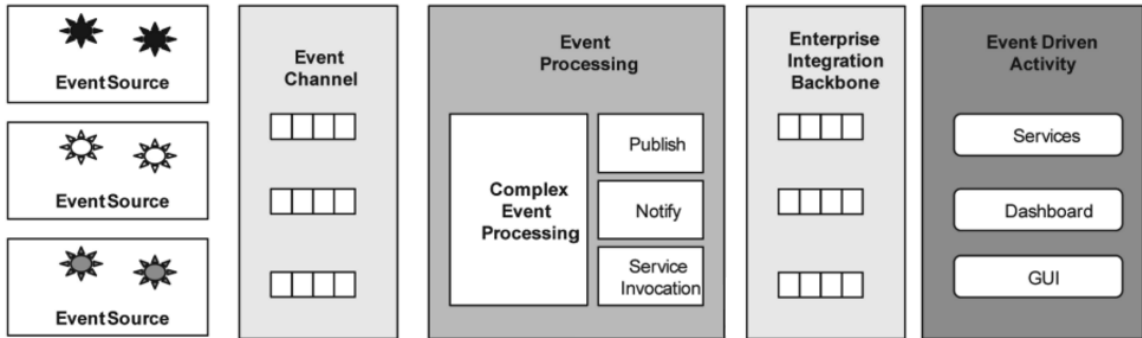 EventSource
EventSource
EventSource
Event
Channel
Event
Processing
Complex
Event
Processing
Publish
Notify
Service
Invocation
Enterprise
Integration
Backbone
Event-Driven
Activity
Services
Dashboard
GUI